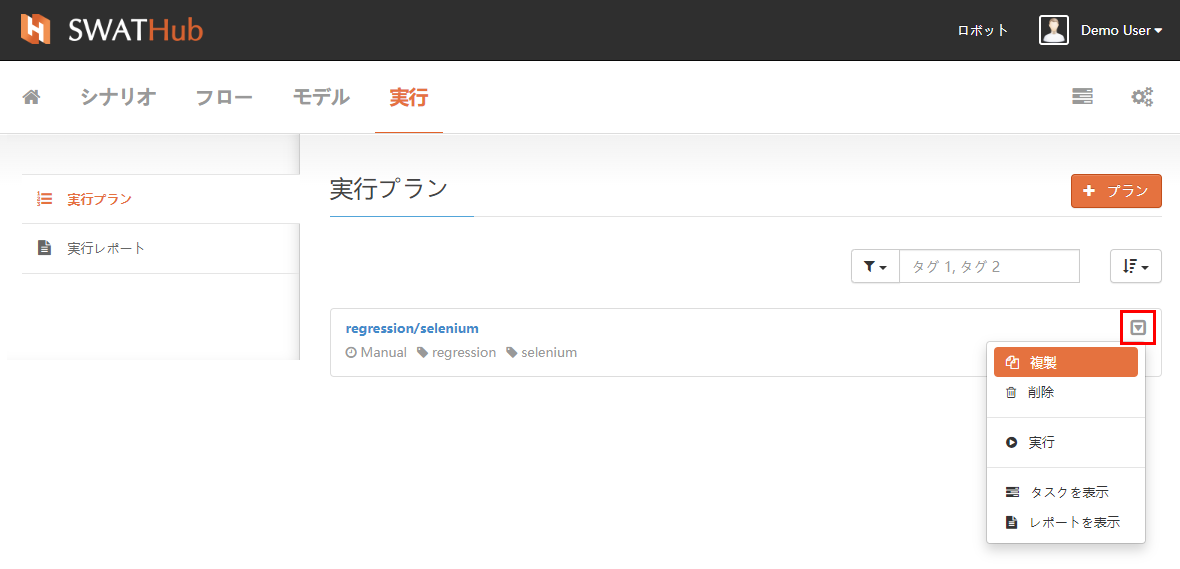 SWATHub
ロボット
Demo User
シナリオ
フロー
モデル
実行
実行プラン
実行レポート
実行プラン
プラン
タグ 1, タグ 2
regression/selenium
Manual regression selenium
複製
削除
実行
タスクを表示
レポートを表示